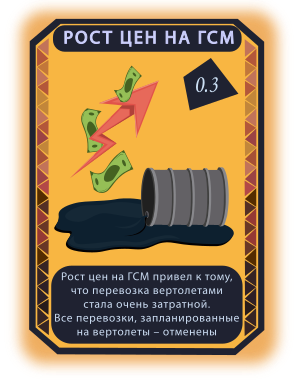 РОСТ ЦЕН НА ГСМ
0.3
Рост цен на ГСМ привел к тому,
что перевозка вертолетами
стала очень затратной.
Все перевозки, запланированные
на вертолеты – отменены